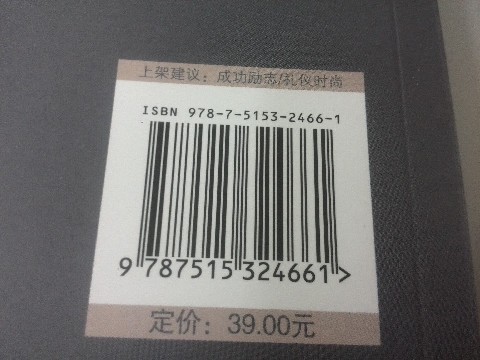 上架建议：成功励志/礼仪时尚
ISBN 978-7-5153-2466-1
9 787515 324661>
定价：39.00元